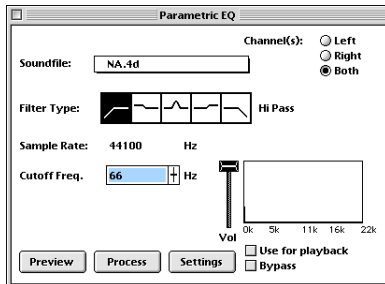 Parametric EQ
Channel(s): Left
Right
Both
Soundfile: NA.4d
Filter Type: Hi Pass
Sample Rate: 44100 Hz
Cutoff Freq. 66 Hz
Vol
0k 5k 11k 16k 22k
Use for playback
Bypass
Preview Process Settings